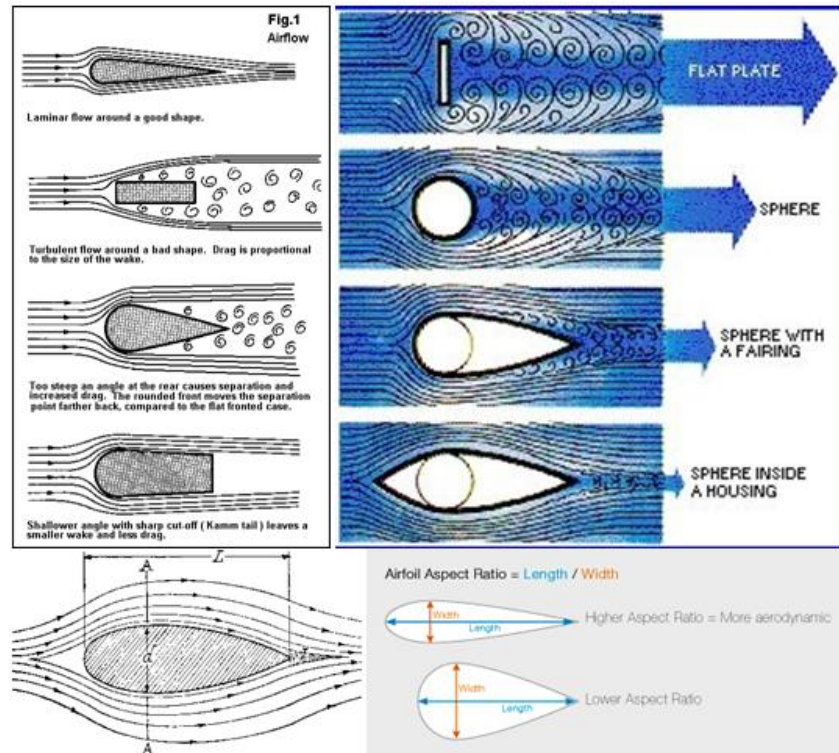 Fig.1
Airflow
Laminar flow around a good shape.
Turbulent flow around a bad shape. Drag is proportional
to the size of the wake.
Too steep an angle at the rear causes separation and
increased drag. The rounded front moves the separation
point farther back, compared to the flat fronted case.
Shallower angle with sharp cut-off ( Kamm tail ) leaves a
smaller wake and less drag.
FLAT PLATE
SPHERE
SPHERE WITH
A FAIRING
SPHERE INSIDE
A HOUSING
L
A
d
A
Airfoil Aspect Ratio = Length / Width
Width
Length
Higher Aspect Ratio = More aerodynamic
Width
Length
Lower Aspect Ratio